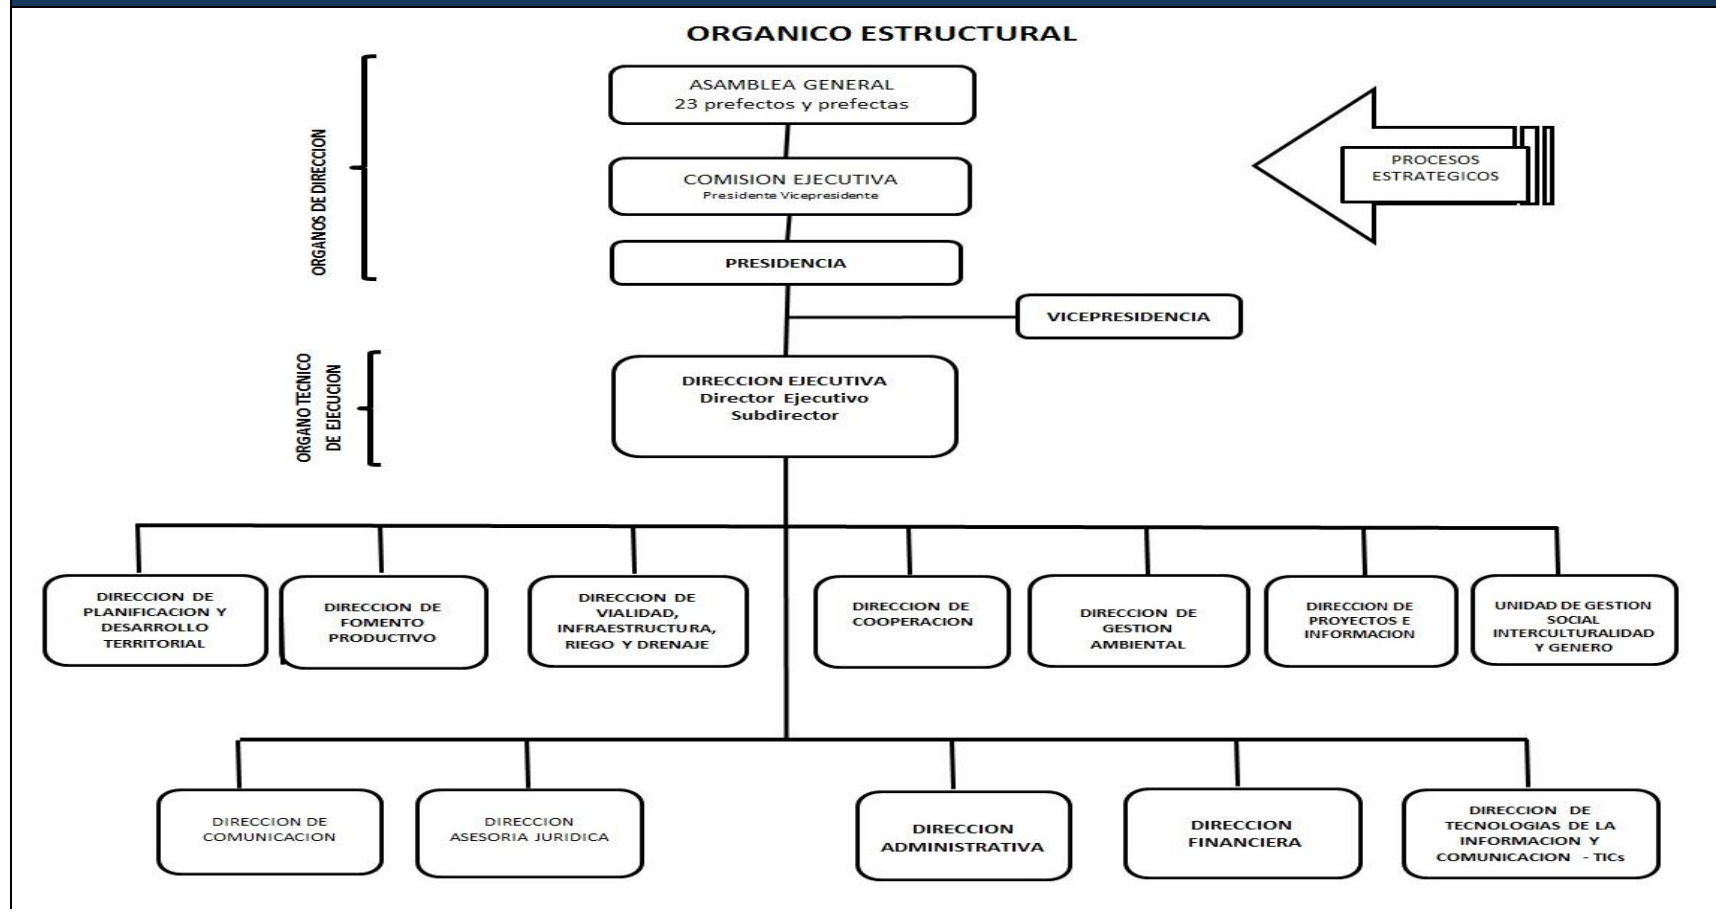 ORGANICO ESTRUCTURAL
ORGANOS DE DIRECCION
ASAMBLEA GENERAL
23 prefectos y prefectas
COMISION EJECUTIVA
Presidente Vicepresidente
PRESIDENCIA
PROCESOS
ESTRATEGICOS
VICEPRESIDENCIA
ORGANO TECNICO
DE EJECUCION
DIRECCION EJECUTIVA
Director Ejecutivo
Subdirector
DIRECCION DE
PLANIFICACION Y
DESARROLLO
TERRITORIAL
DIRECCION DE
FOMENTO
PRODUCTIVO
DIRECCION DE
VIALIDAD,
INFRAESTRUCTURA,
RIEGO Y DRENAJE
DIRECCION DE
COOPERACION
DIRECCION DE
GESTION
AMBIENTAL
DIRECCION DE
PROYECTOS E
INFORMACION
UNIDAD DE GESTION
SOCIAL
INTERCULTURALIDAD
Y GENERO
DIRECCION DE
COMUNICACION
DIRECCION
ASESORIA JURIDICA
DIRECCION
ADMINISTRATIVA
DIRECCION
FINANCIERA
DIRECCION DE
TECNOLOGIAS DE LA
INFORMACION Y
COMUNICACION - TICs